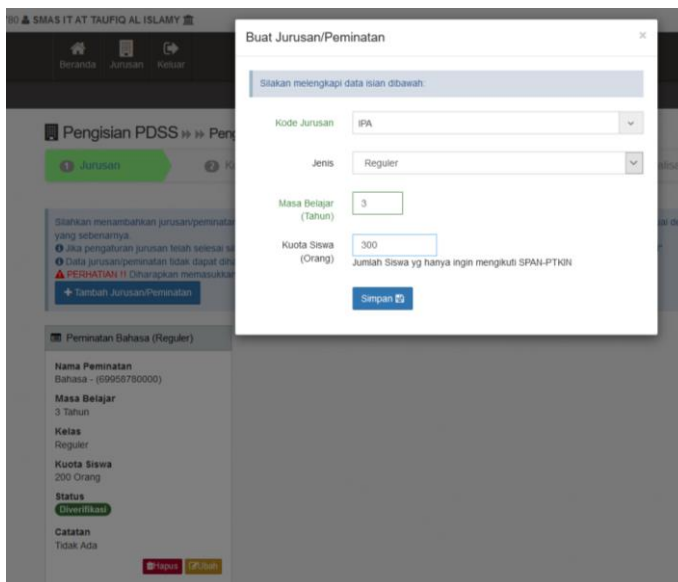 SMAS IT AT TAUFIQ AL ISLAMY
Beranda Jurusan Keluar
Pengisian PDSS
1 Jurusan
2
Silahkan menambahkan jurusan/peminatan
yang sebenarnya.
Jika pengaturan jurusan telah selesai
Data jurusan/peminatan tidak dapat
PERHATIAN !! Diharapkan memasukkan
+ Tambah Jurusan/Peminatan
Peminatan Bahasa (Reguler)
Nama Peminatan
Bahasa - (69958780000)
Masa Belajar
3 Tahun
Kelas
Reguler
Kuota Siswa
200 Orang
Status
Diverifikasi
Catatan
Tidak Ada
Hapus Ubah
Buat Jurusan/Peminatan ×
Silakan melengkapi data isian dibawah:
Kode Jurusan IPA
Jenis Reguler
Masa Belajar 3
(Tahun)
Kuota Siswa 300
(Orang) Jumlah Siswa yg hanya ingin mengikuti SPAN-PTKIN
Simpan